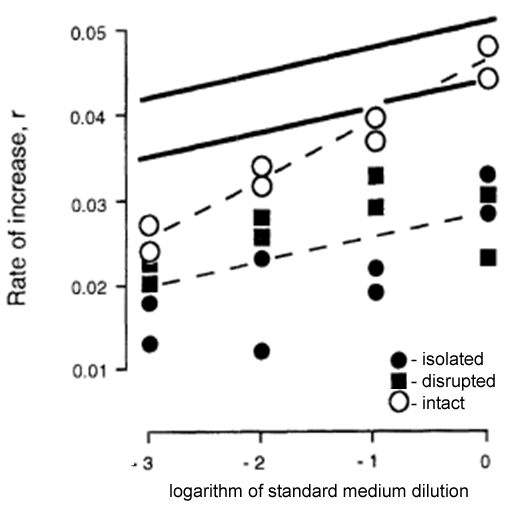 Rate of increase, r
0.05
0.04
0.03
0.02
0.01
- isolated
- disrupted
- intact
- 3
- 2
- 1
0
logarithm of standard medium dilution